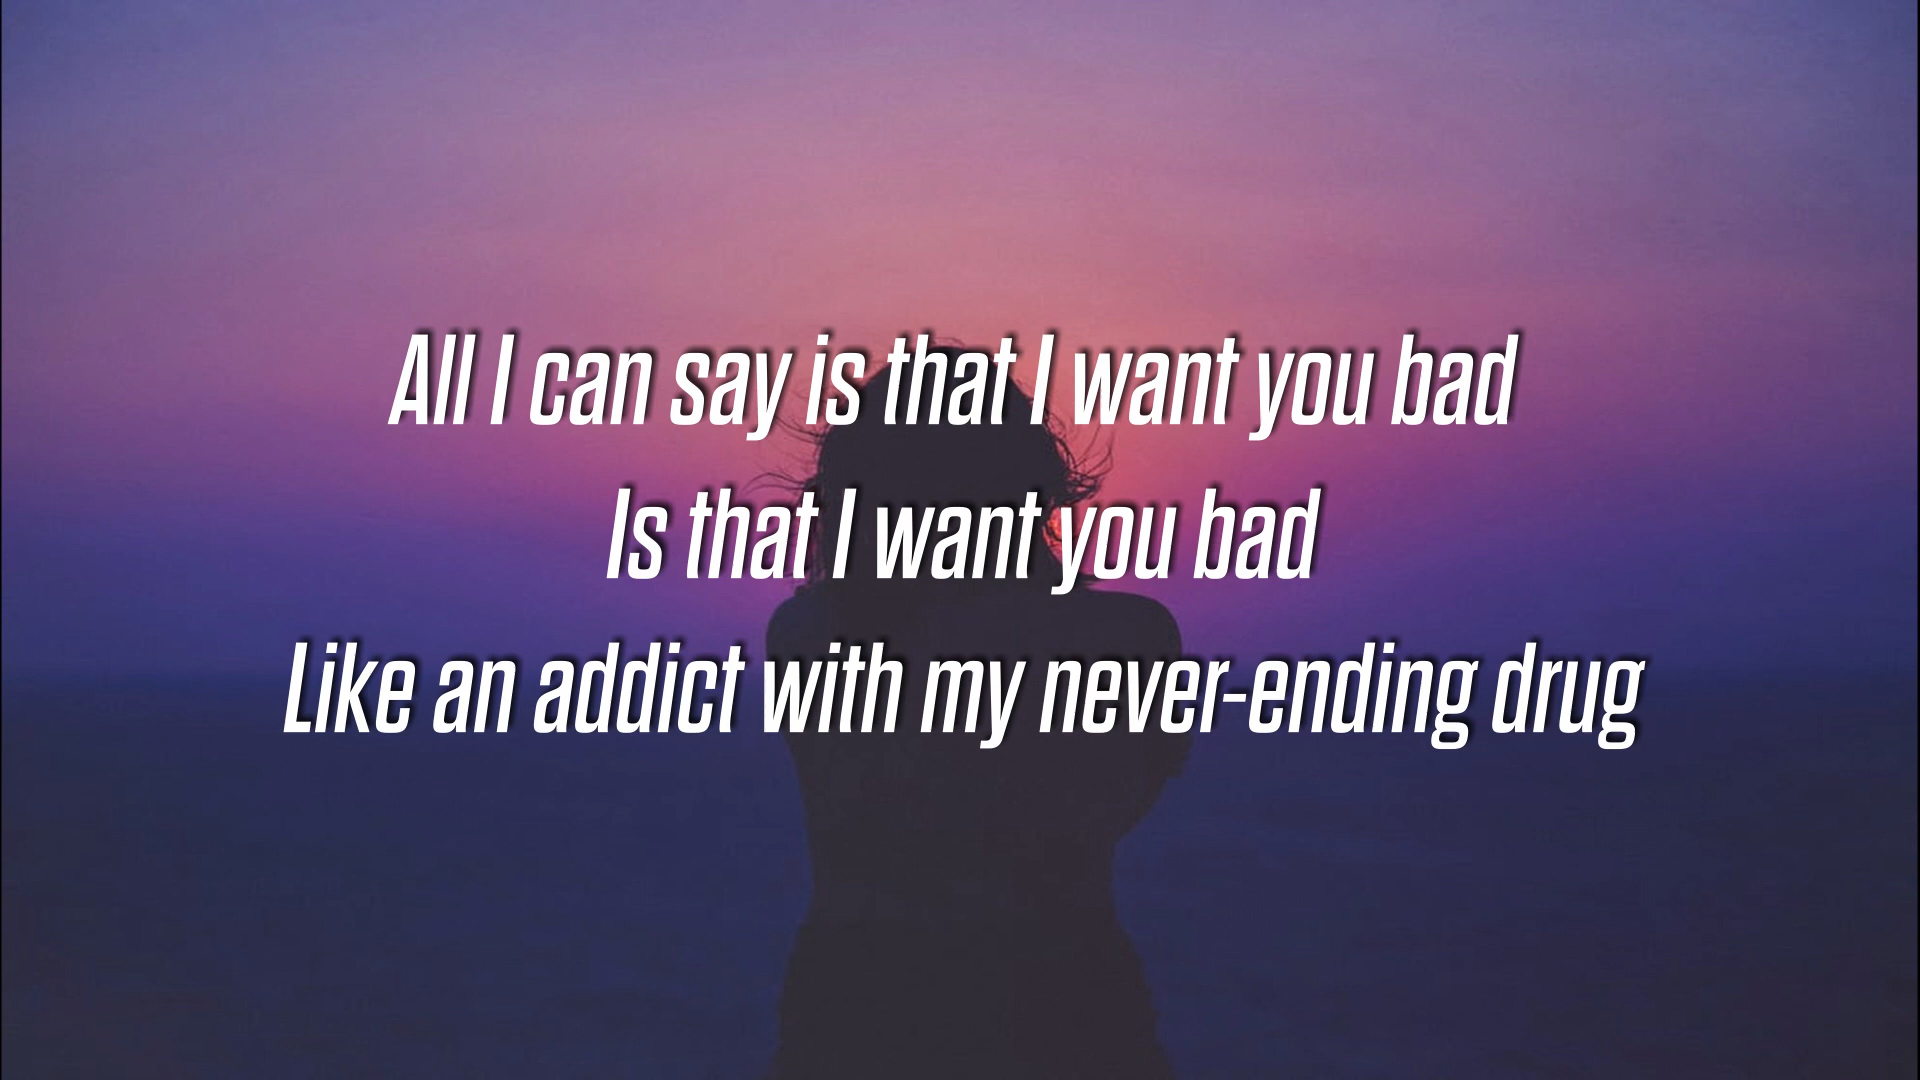 All I can say is that I want you bad
Is that I want you bad
Like an addict with my never-ending drug